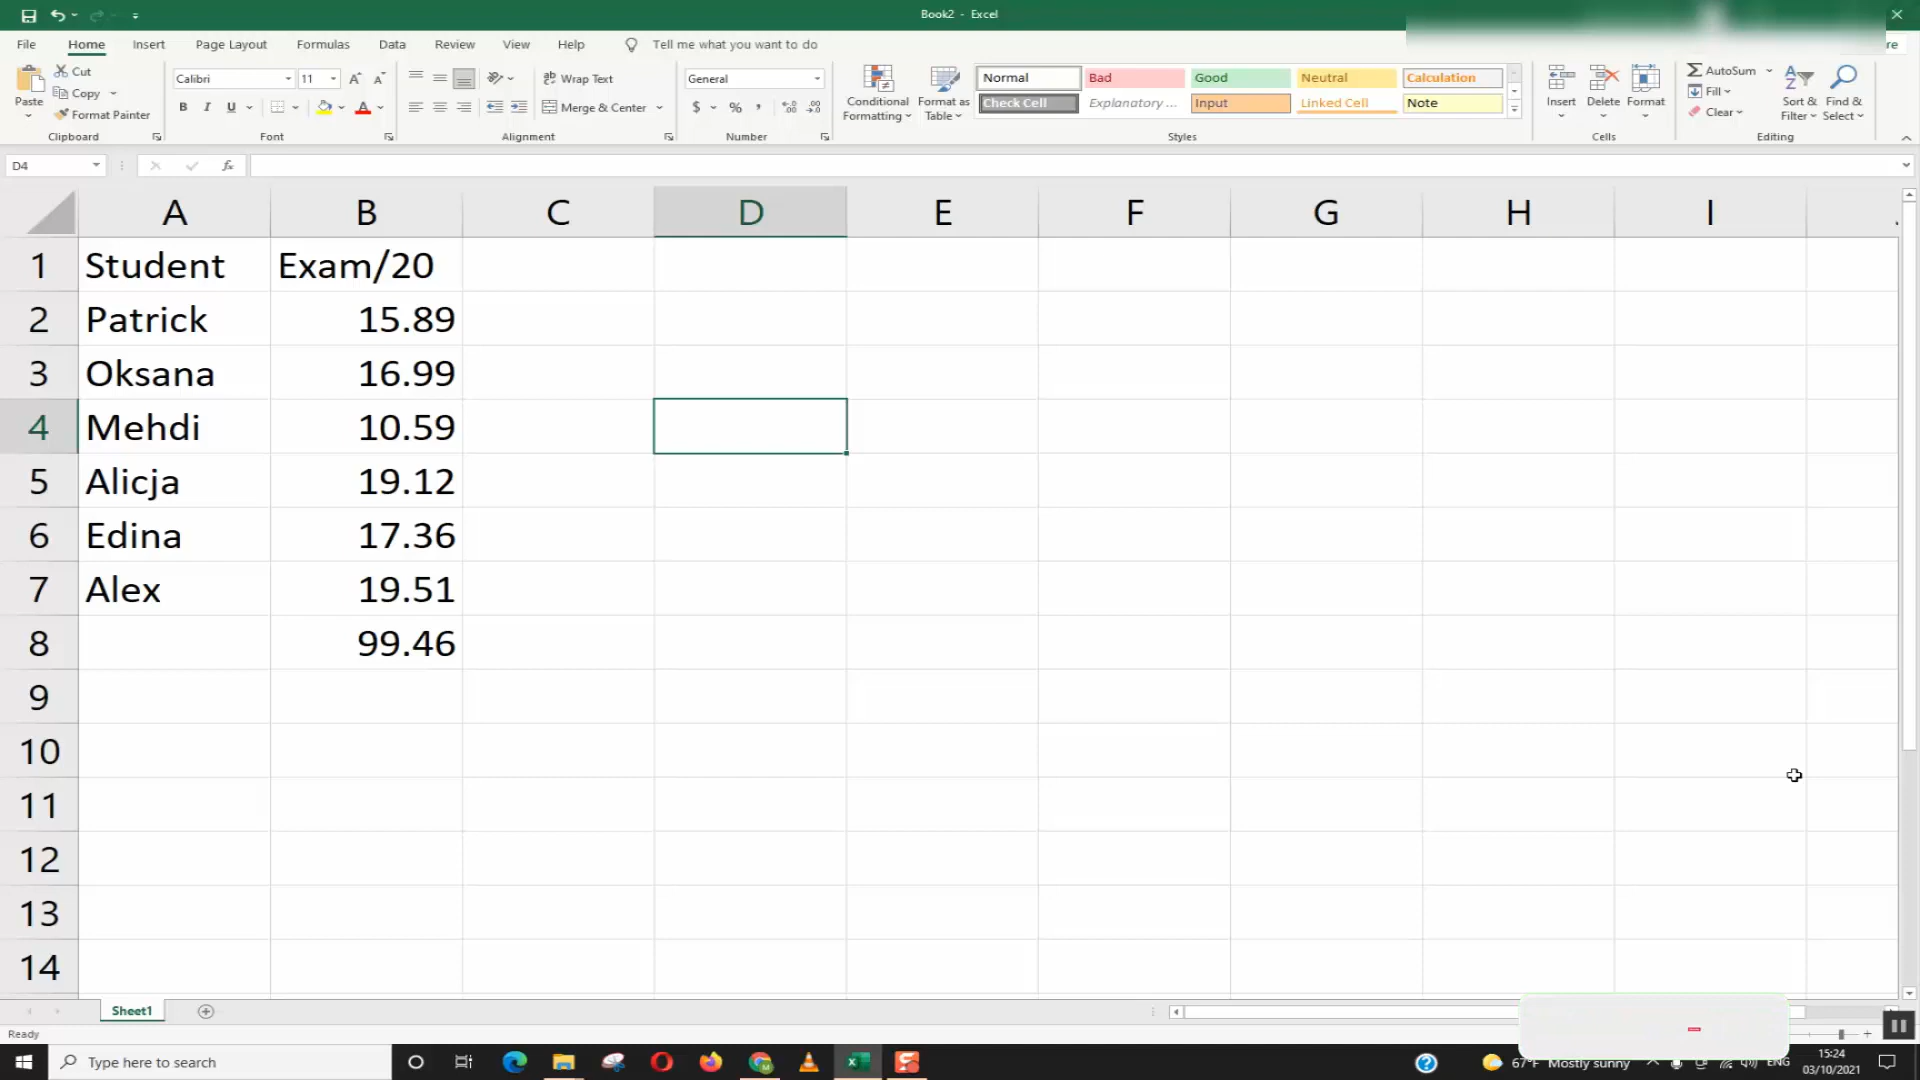 Book2 - Excel
File Home Insert Page Layout Formulas Data Review View Help Tell me what you want to do
Cut
Copy
Format Painter
Paste
Clipboard
Calibri 11
B I U
Font
Wrap Text
Merge & Center
Alignment
General
$ % ,
Number
Conditional Formatting
Format as Table
Normal Bad Good Neutral Calculation
Check Cell Explanatory ... Input Linked Cell Note
Styles
Insert Delete Format
Cells
AutoSum
Fill
Clear
Sort & Filter
Find & Select
Editing
D4 fx
A B C D E F G H I
1 Student Exam/20
2 Patrick 15.89
3 Oksana 16.99
4 Mehdi 10.59
5 Alicja 19.12
6 Edina 17.36
7 Alex 19.51
8 99.46
9
10
11
12
13
14
Sheet1
Ready
Type here to search
67°F Mostly sunny
ENG
15:24
03/10/2021